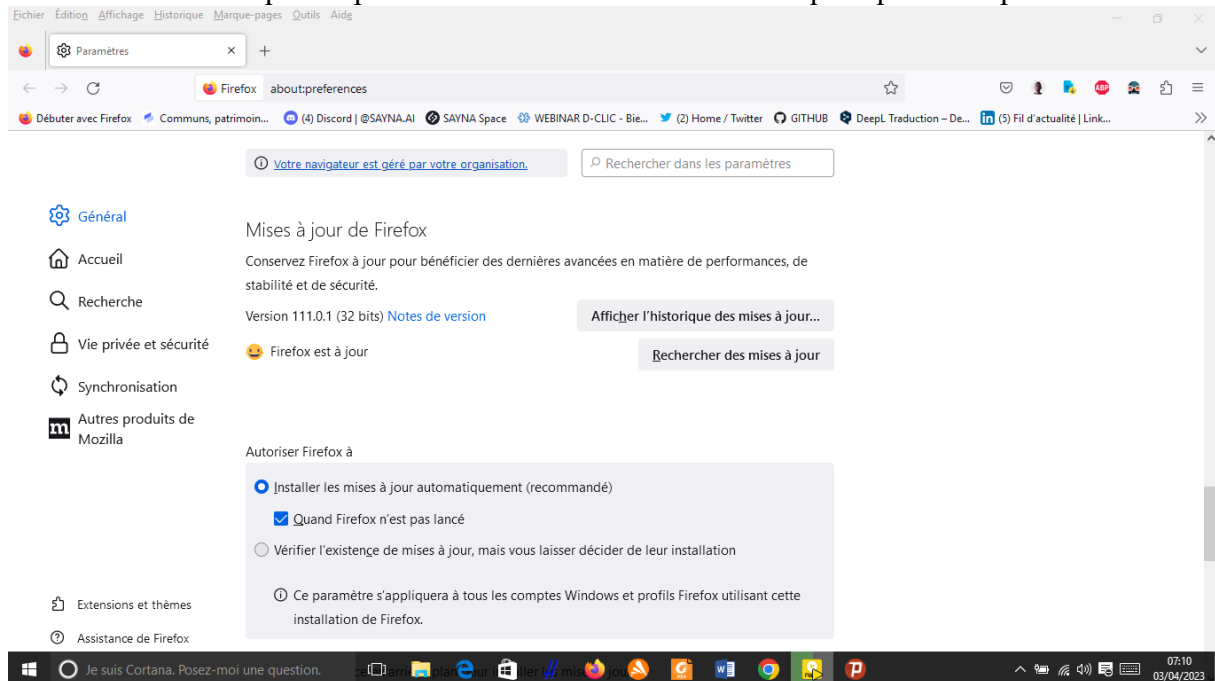 Fichier Édition Affichage Historique Marque-pages Outils Aide
Paramètres
Firefox about:preferences
Débuter avec Firefox Communs, patrimoin... (4) Discord | @SAYNA.AI SAYNA Space WEBINAR D-CLIC - Bie... (2) Home / Twitter GITHUB DeepL Traduction – De... (5) Fil d'actualité | Link...
Votre navigateur est géré par votre organisation.
Rechercher dans les paramètres
Général
Accueil
Recherche
Vie privée et sécurité
Synchronisation
Autres produits de
Mozilla
Extensions et thèmes
Assistance de Firefox
Mises à jour de Firefox
Conservez Firefox à jour pour bénéficier des dernières avancées en matière de performances, de
stabilité et de sécurité.
Version 111.0.1 (32 bits) Notes de version
Afficher l'historique des mises à jour...
Firefox est à jour
Rechercher des mises à jour
Autoriser Firefox à
Installer les mises à jour automatiquement (recommandé)
Quand Firefox n'est pas lancé
Vérifier l'existence de mises à jour, mais vous laisser décider de leur installation
Ce paramètre s'appliquera à tous les comptes Windows et profils Firefox utilisant cette
installation de Firefox.
Je suis Cortana. Posez-moi une question.
07:10
03/04/2023